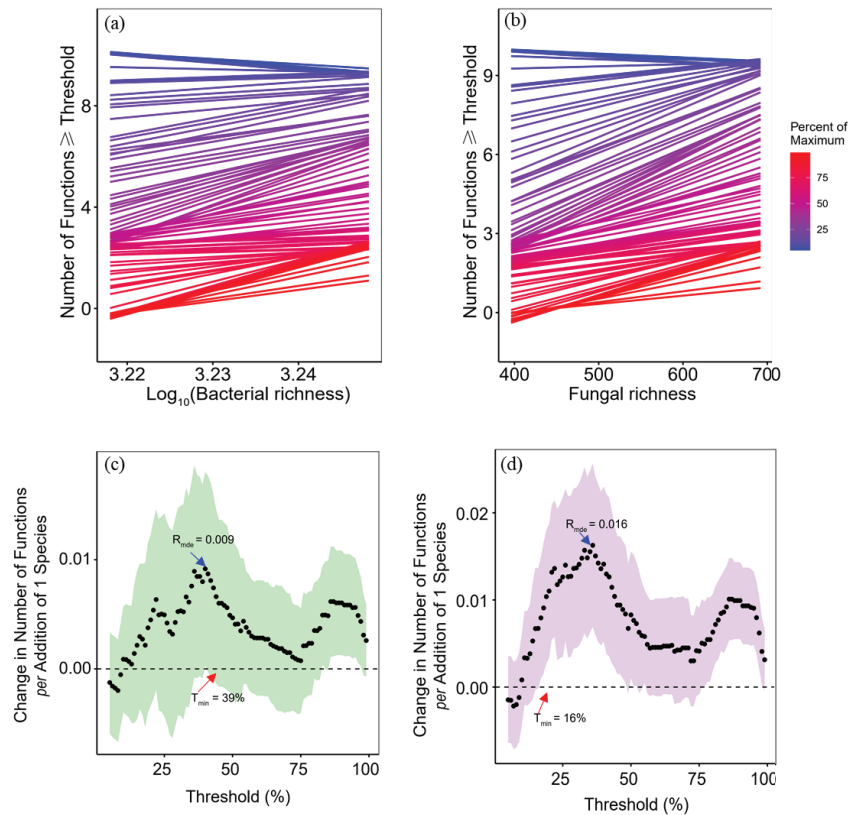 (a)
Number of Functions ⩾ Threshold
8
4
0
3.22 3.23 3.24
Log10(Bacterial richness)
(b)
Number of Functions ⩾ Threshold
9
6
3
0
400 500 600 700
Fungal richness
Percent of
Maximum
75
50
25
(c)
Change in Number of Functions
per Addition of 1 Species
0.01
0.00
Rmde = 0.009
Tmin = 39%
25 50 75 100
Threshold (%)
(d)
Change in Number of Functions
per Addition of 1 Species
0.02
0.01
0.00
Rmde = 0.016
Tmin = 16%
25 50 75 100
Threshold (%)